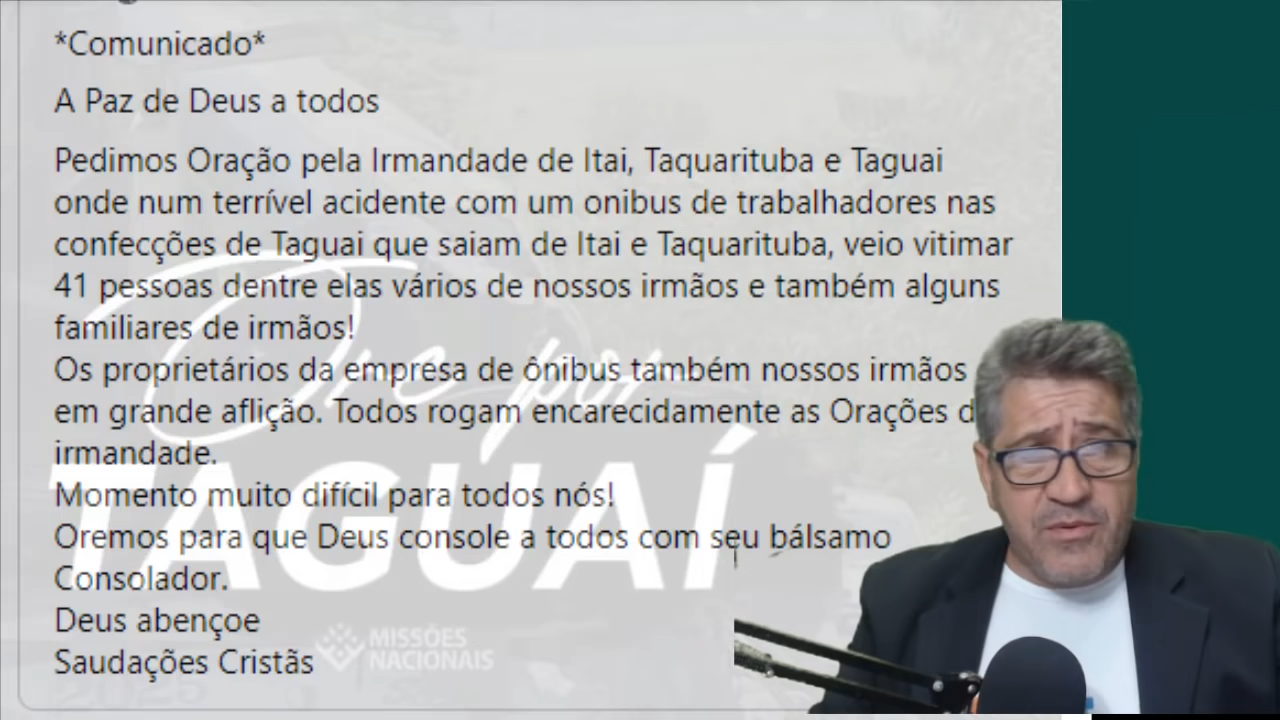 *Comunicado*
A Paz de Deus a todos
Pedimos Oração pela Irmandade de Itai, Taquarituba e Taguai
onde num terrível acidente com um onibus de trabalhadores nas
confecções de Taguai que saiam de Itai e Taquarituba, veio vitimar
41 pessoas dentre elas vários de nossos irmãos e também alguns
familiares de irmãos!
Os proprietários da empresa de ônibus também nossos irmãos
em grande aflição. Todos rogam encarecidamente as Orações
irmandade.
Momento muito difícil para todos nós!
Oremos para que Deus console a todos com seu bálsamo
Consolador.
Deus abençoe
Saudações Cristãs
Ore por
TAGUAÍ
MISSÕES
NACIONAIS